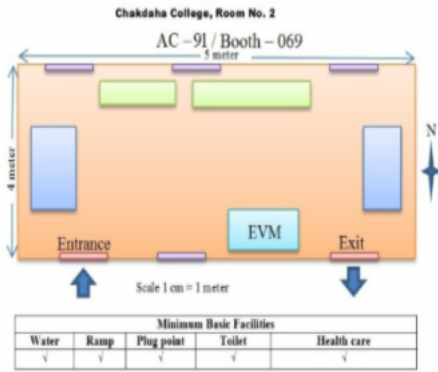 Chakdaha College, Room No. 2
AC – 91 / Booth – 069
5 meter
4 meter
N
EVM
Entrance
Exit
Scale 1 cm = 1 meter
Minimum Basic Facilities
Water Ramp Plug point Toilet Health care
√ √ √ √ √